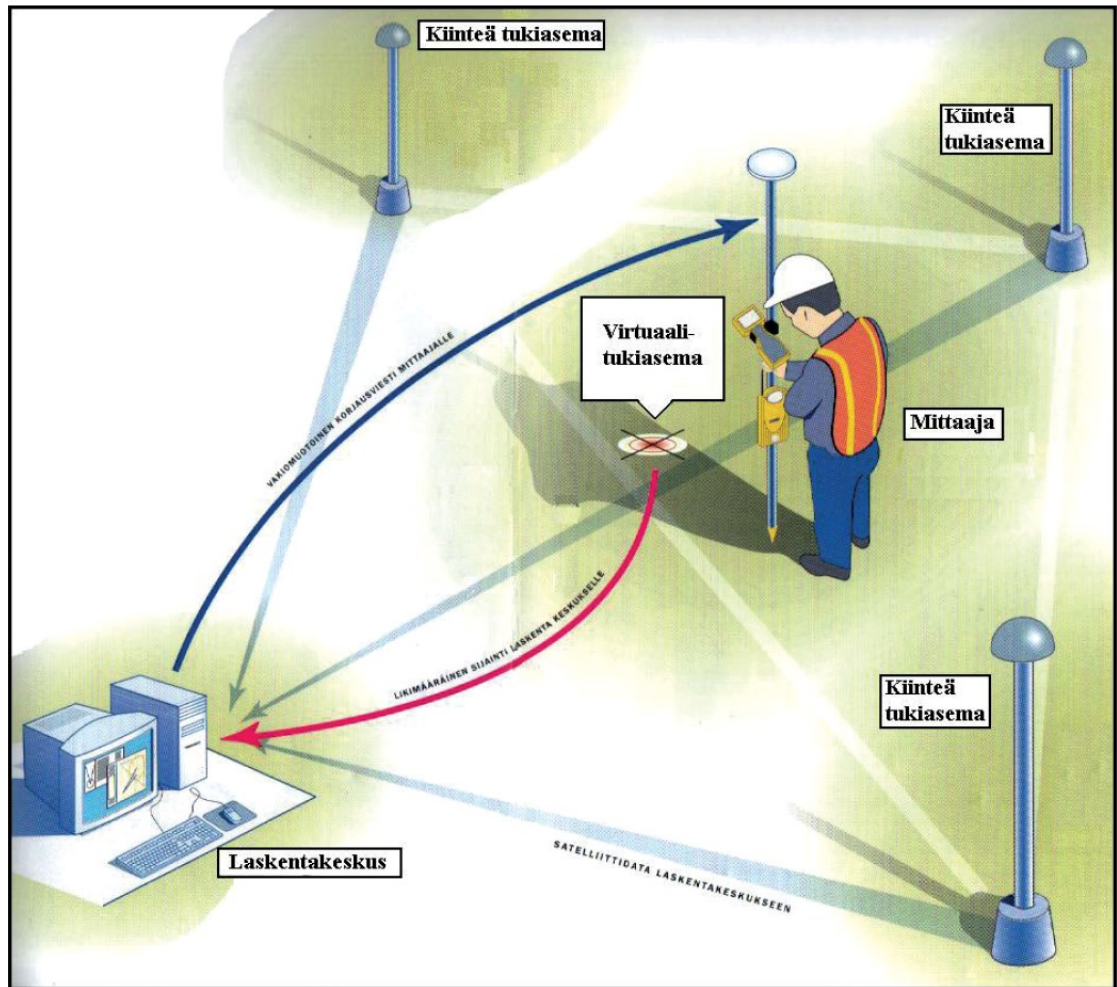 Kiinteä tukiasema
Kiinteä
tukiasema
Virtuaali-
tukiasema
Mittaaja
VAKIOMUOTOINEN KORJAUSVIESTI MITTAAJALLE
LIKIMÄÄRÄINEN SIJAINTI LASKENTA KESKUKSELLE
Kiinteä
tukiasema
Laskentakeskus
SATELLIITTIDATA LASKENTAKESKUKSEEN